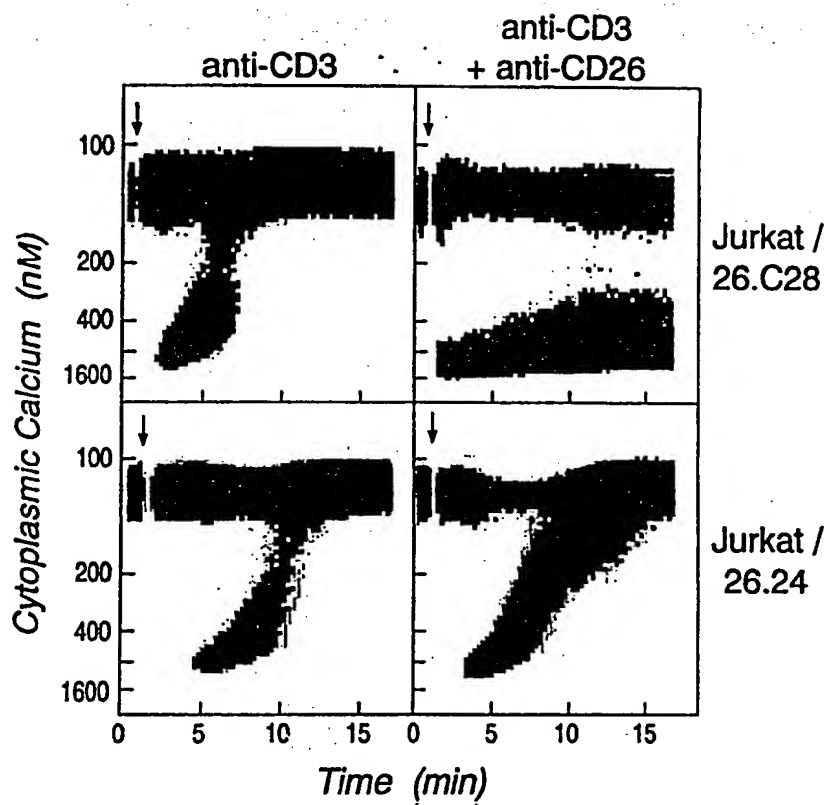 anti-CD3
anti-CD3
+ anti-CD26
Cytoplasmic Calcium (nM)
100
200
400
1600
Jurkat /
26.C28
100
200
400
1600
Jurkat /
26.24
0
5
10
15
0
5
10
15
Time (min)